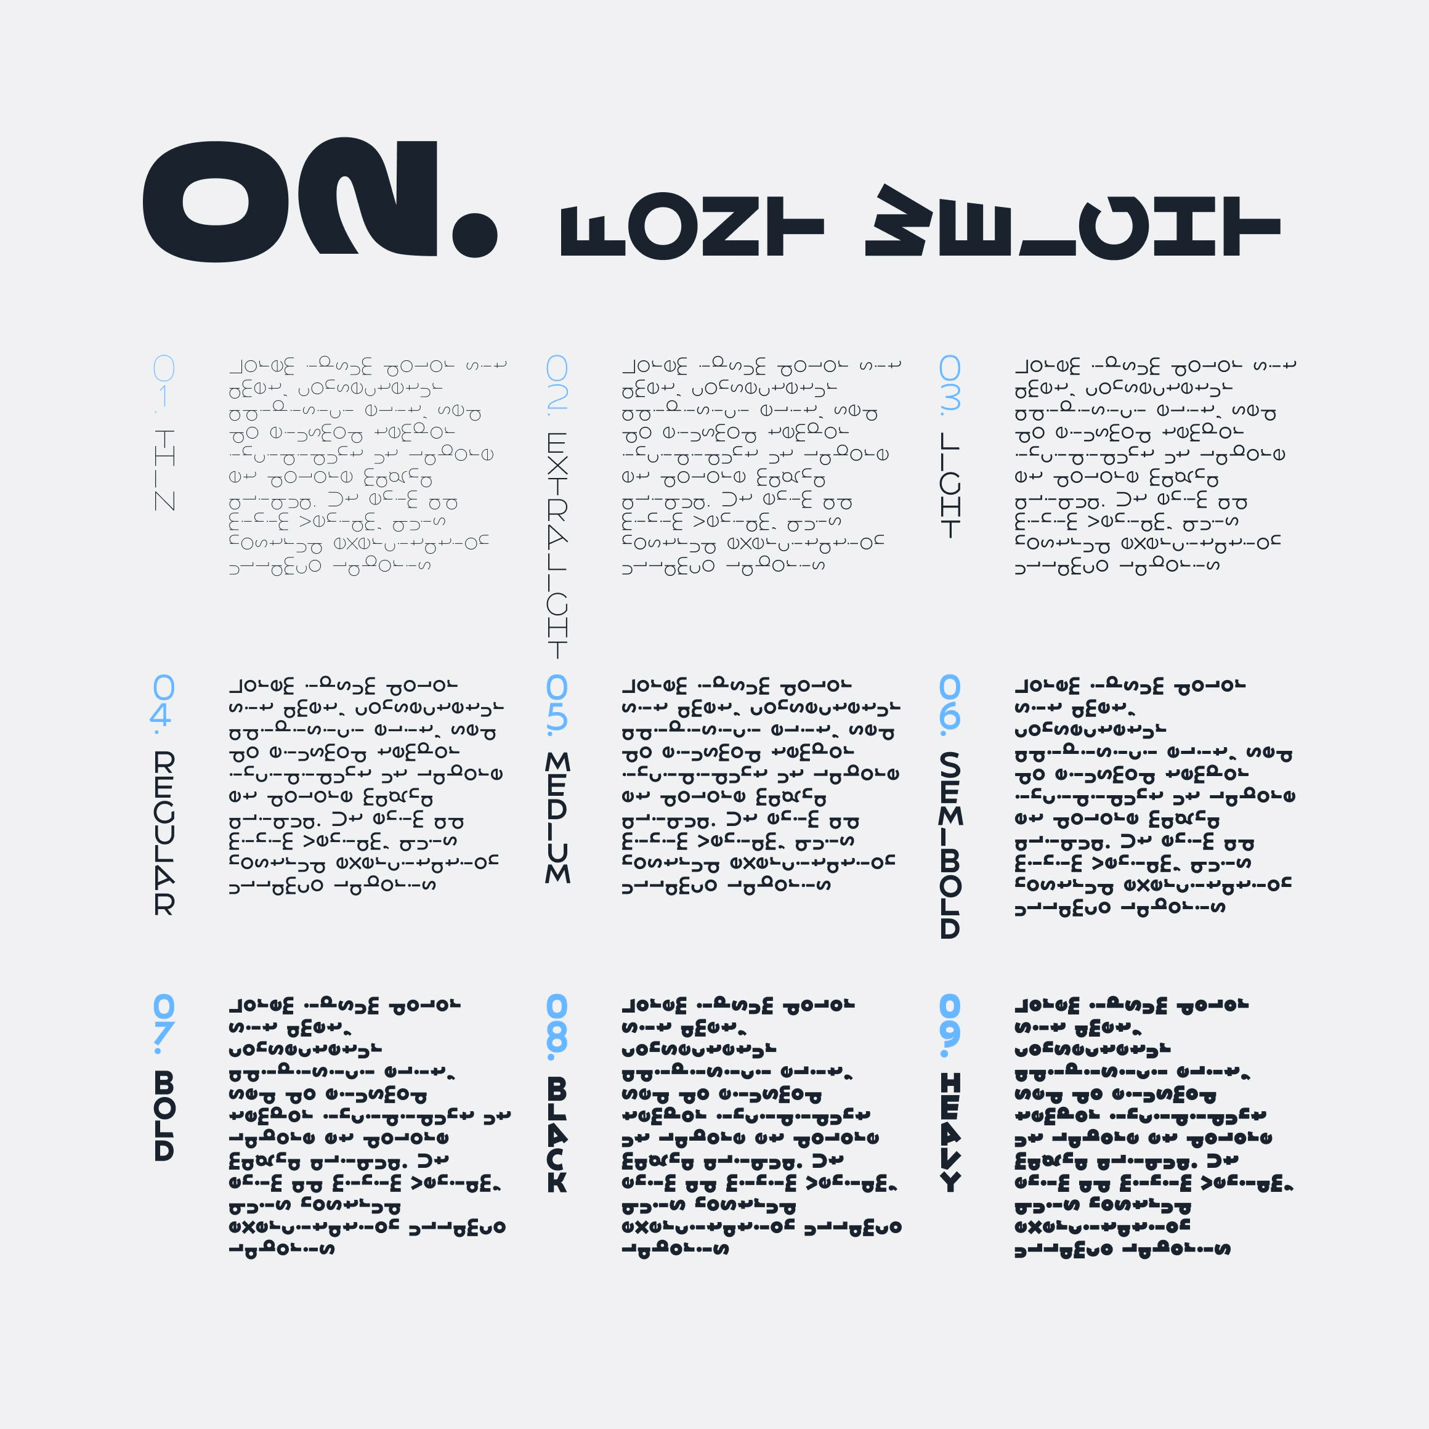 02. FONT WEIGHT
01. THIN
Lorem ipsum dolor sit
amet, consectetur
adipisici elit, sed
do eiusmod tempor
incididunt ut labore
et dolore magna
aliqua. Ut enim ad
minim veniam, quis
nostrud exercitation
ullamco laboris
02. EXTRALIGHT
Lorem ipsum dolor sit
amet, consectetur
adipisici elit, sed
do eiusmod tempor
incididunt ut labore
et dolore magna
aliqua. Ut enim ad
minim veniam, quis
nostrud exercitation
ullamco laboris
03. LIGHT
Lorem ipsum dolor sit
amet, consectetur
adipisici elit, sed
do eiusmod tempor
incididunt ut labore
et dolore magna
aliqua. Ut enim ad
minim veniam, quis
nostrud exercitation
ullamco laboris
04. REGULAR
Lorem ipsum dolor
sit amet, consectetur
adipisici elit, sed
do eiusmod tempor
incididunt ut labore
et dolore magna
aliqua. Ut enim ad
minim veniam, quis
nostrud exercitation
ullamco laboris
05. MEDIUM
Lorem ipsum dolor
sit amet, consectetur
adipisici elit, sed
do eiusmod tempor
incididunt ut labore
et dolore magna
aliqua. Ut enim ad
minim veniam, quis
nostrud exercitation
ullamco laboris
06. SEMIBOLD
Lorem ipsum dolor
sit amet,
consectetur
adipisici elit, sed
do eiusmod tempor
incididunt ut labore
et dolore magna
aliqua. Ut enim ad
minim veniam, quis
nostrud exercitation
ullamco laboris
07. BOLD
Lorem ipsum dolor
sit amet,
consectetur
adipisici elit,
sed do eiusmod
tempor incididunt ut
labore et dolore
magna aliqua. Ut
enim ad minim veniam,
quis nostrud
exercitation ullamco
laboris
08. BLACK
Lorem ipsum dolor
sit amet,
consectetur
adipisici elit,
sed do eiusmod
tempor incididunt
ut labore et dolore
magna aliqua. Ut
enim ad minim veniam,
quis nostrud
exercitation ullamco
laboris
09. HEAVY
Lorem ipsum dolor
sit amet,
consectetur
adipisici elit,
sed do eiusmod
tempor incididunt
ut labore et dolore
magna aliqua. Ut
enim ad minim veniam,
quis nostrud
exercitation
ullamco laboris